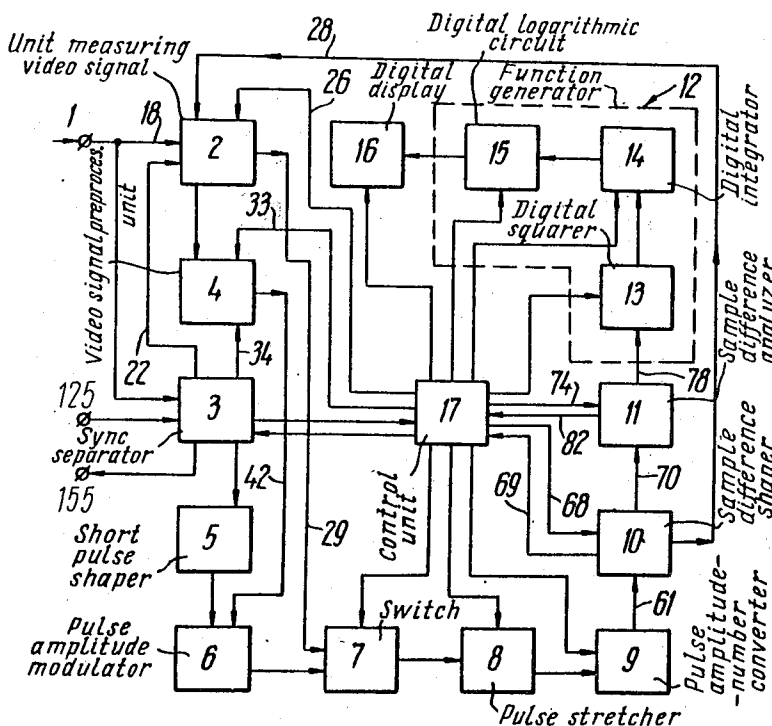 28
Digital logarithmic
circuit
Unit measuring
video signal
26
Digital
display
Function
generator
12
1
18
2
16
15
14
Digital
integrator
Video signal preproces.
unit
33
Digital
squarer
4
13
22
34
78
Sample difference
analyzer
125
3
17
74
11
82
Sync
separator
155
42
control
unit
69
68
70
Sample difference
shaper
5
Short
pulse
shaper
29
10
Switch
61
6
7
8
9
Pulse
amplitude
modulator
Pulse stretcher
Pulse
amplitude-
-number
converter